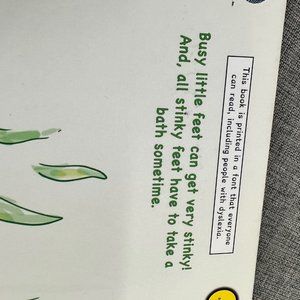 This book is printed in a font that everyone
can read, including people with dyslexia.
Busy little feet can get very stinky!
And, all stinky feet have to take a
bath sometime.